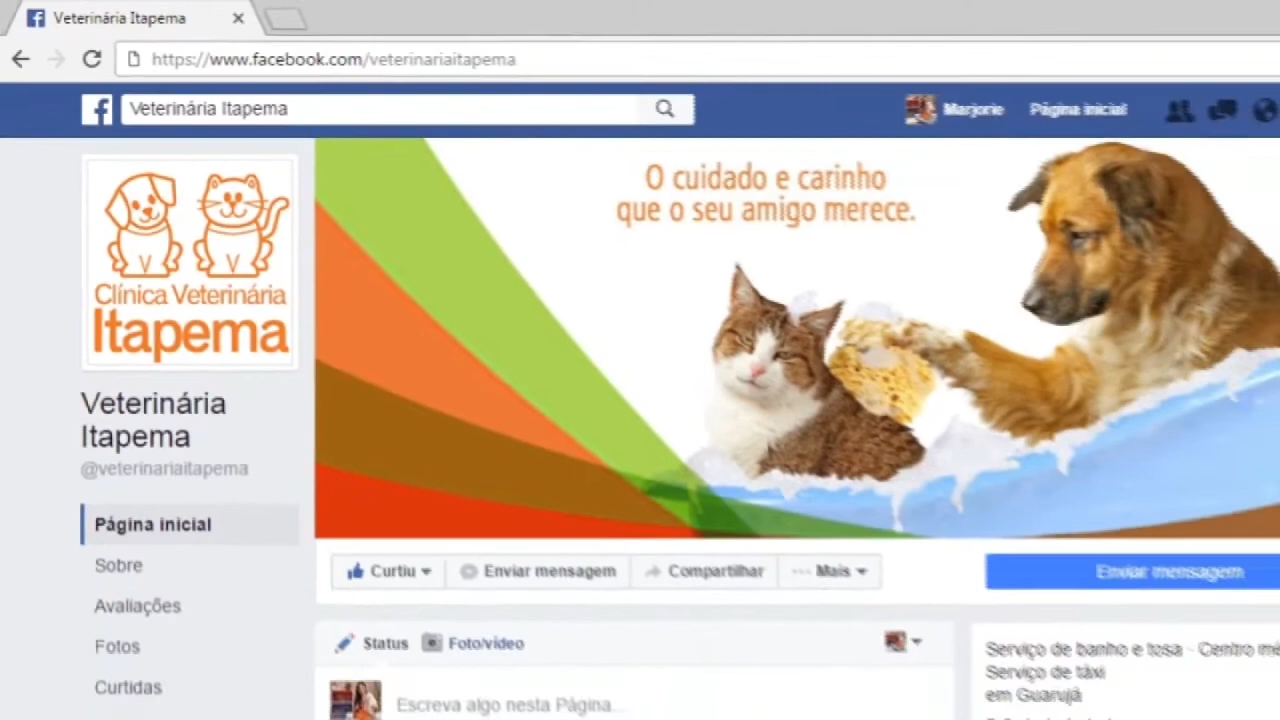 Veterinária Itapema
https://www.facebook.com/veterinariaitapema
Veterinária Itapema
Marjorie
Página inicial
O cuidado e carinho
que o seu amigo merece.
Clínica Veterinária
Itapema
Veterinária
Itapema
@veterinariaitapema
Página inicial
Sobre
Avaliações
Fotos
Curtidas
Curtiu
Enviar mensagem
Compartilhar
Mais
Enviar mensagem
Status
Foto/vídeo
Escreva algo nesta Página...
Serviço de banho e tosa - Centro
Serviço de táxi
em Guarujá